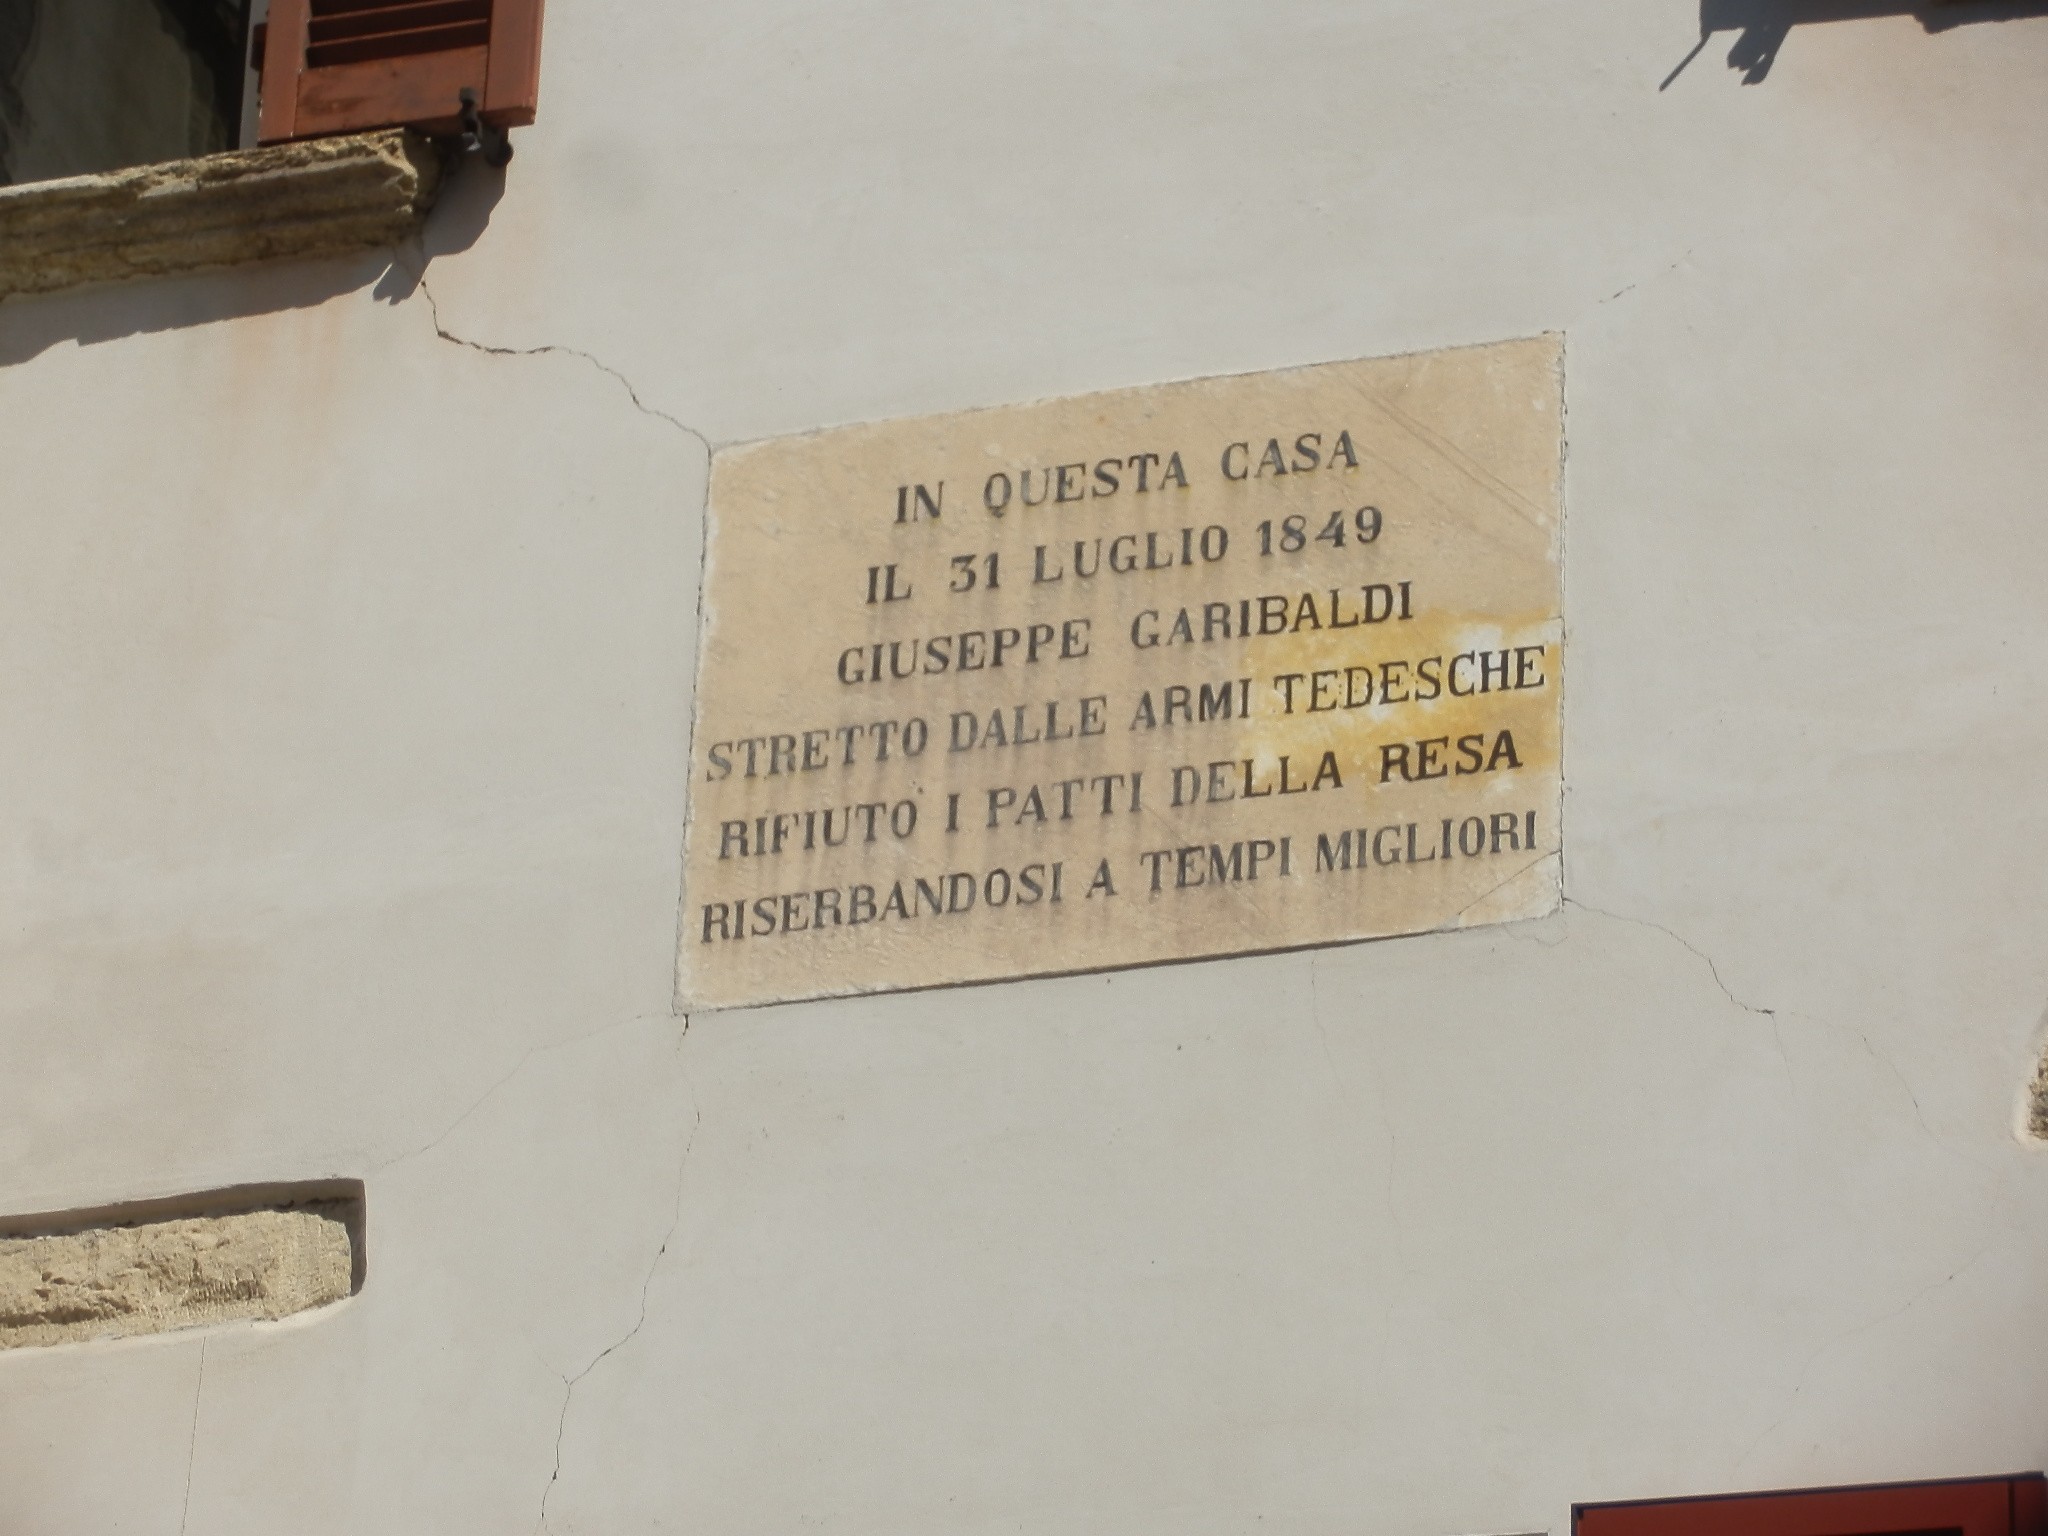 IN QUESTA CASA
IL 31 LUGLIO 1849
GIUSEPPE GARIBALDI
STRETTO DALLE ARMI TEDESCHE
RIFIUTO' I PATTI DELLA RESA
RISERBANDOSI A TEMPI MIGLIORI